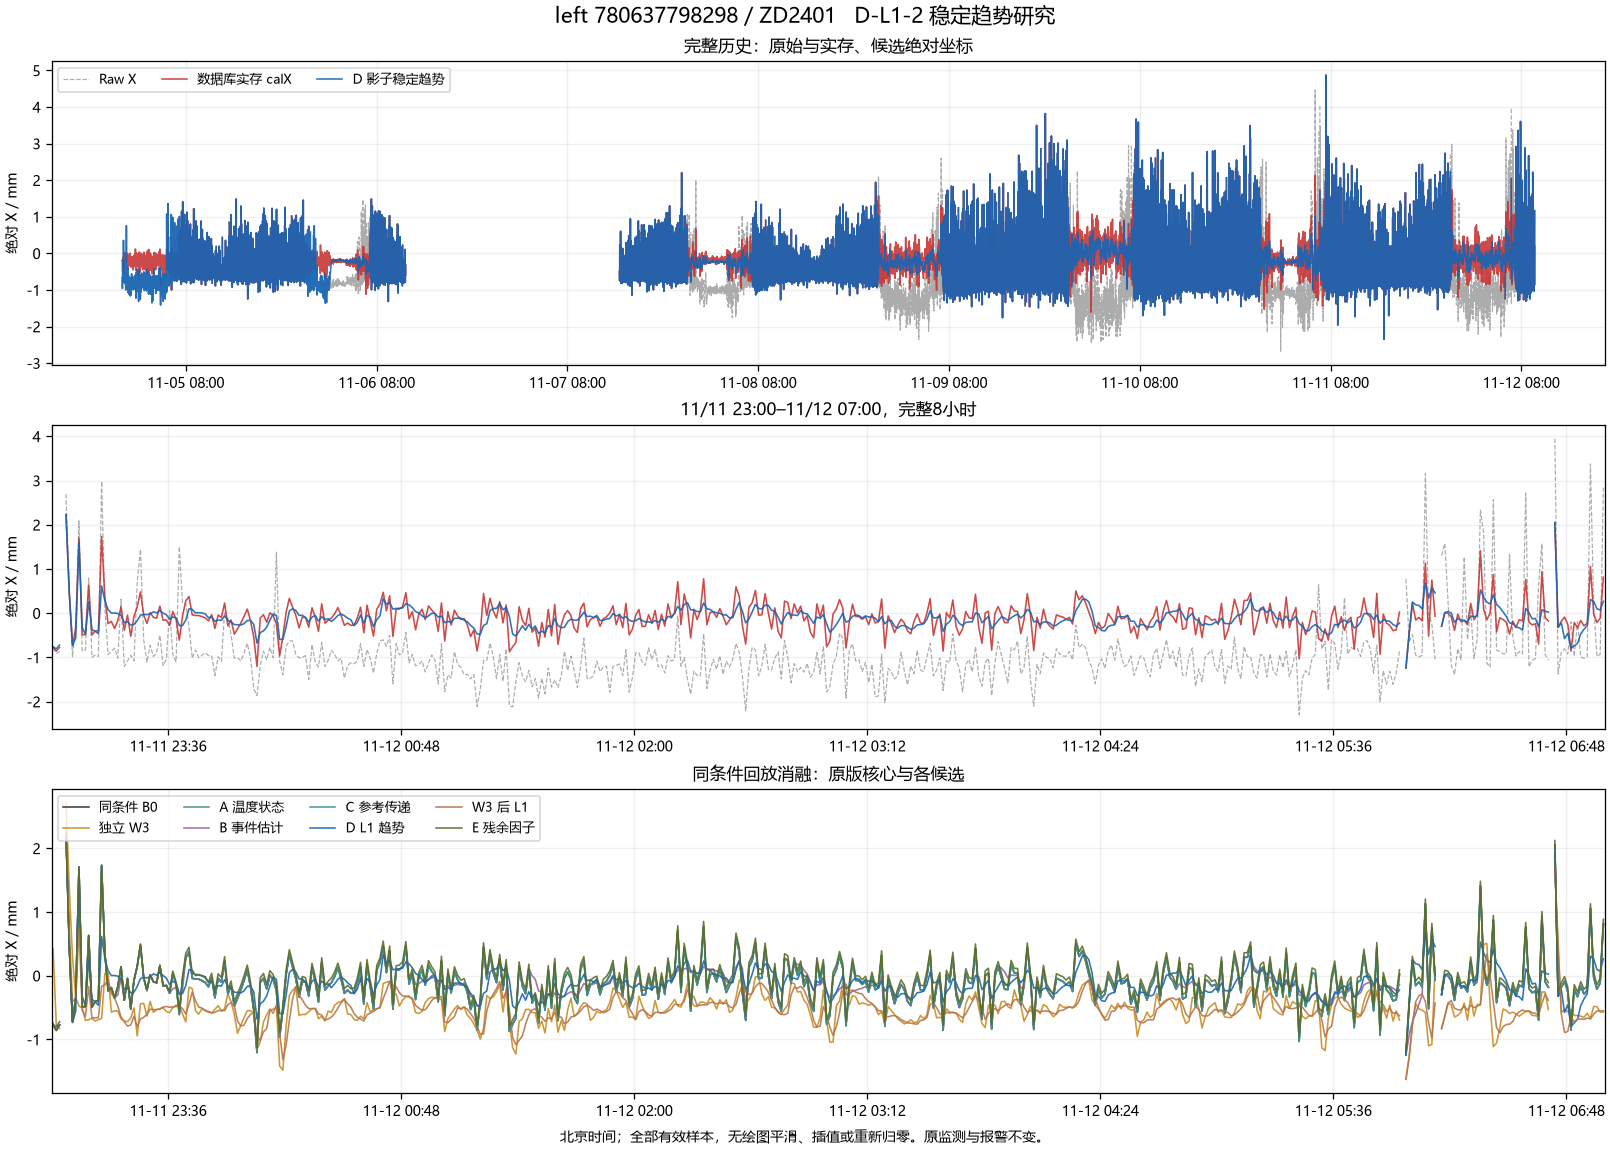 left 780637798298 / ZD2401   D-L1-2 稳定趋势研究
完整历史：原始与实存、候选绝对坐标
Raw X
数据库实存 calX
D 影子稳定趋势
绝对 X / mm
5
4
3
2
1
0
-1
-2
-3
11-05 08:00
11-06 08:00
11-07 08:00
11-08 08:00
11-09 08:00
11-10 08:00
11-11 08:00
11-12 08:00
11/11 23:00–11/12 07:00，完整8小时
绝对 X / mm
4
3
2
1
0
-1
-2
11-11 23:36
11-12 00:48
11-12 02:00
11-12 03:12
11-12 04:24
11-12 05:36
11-12 06:48
同条件回放消融：原版核心与各候选
同条件 B0
A 温度状态
C 参考传递
W3 后 L1
独立 W3
B 事件估计
D L1 趋势
E 残余因子
绝对 X / mm
2
1
0
-1
11-11 23:36
11-12 00:48
11-12 02:00
11-12 03:12
11-12 04:24
11-12 05:36
11-12 06:48
北京时间；全部有效样本，无绘图平滑、插值或重新归零。原监测与报警不变。